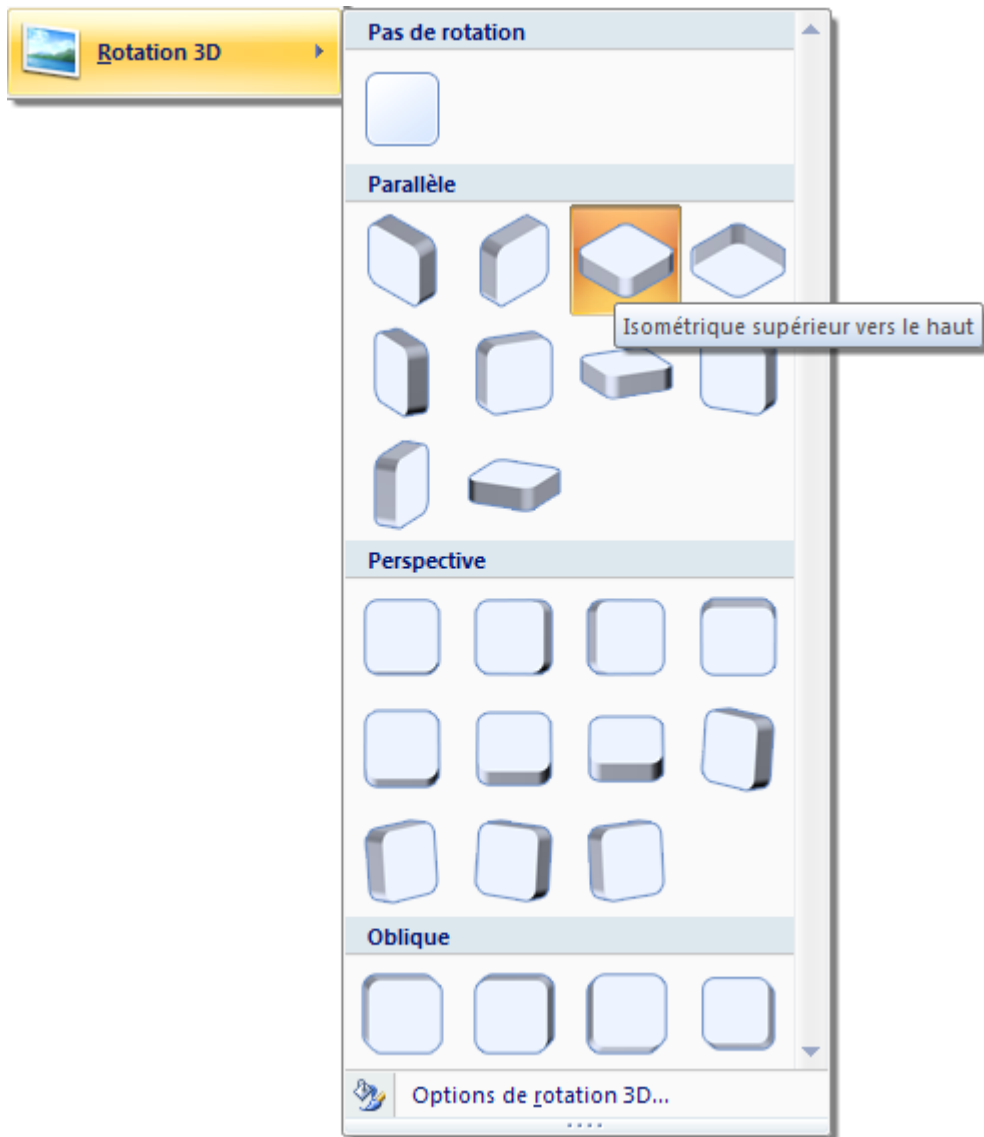 Rotation 3D
Pas de rotation
Parallèle
Isométrique supérieur vers le haut
Perspective
Oblique
Options de rotation 3D...